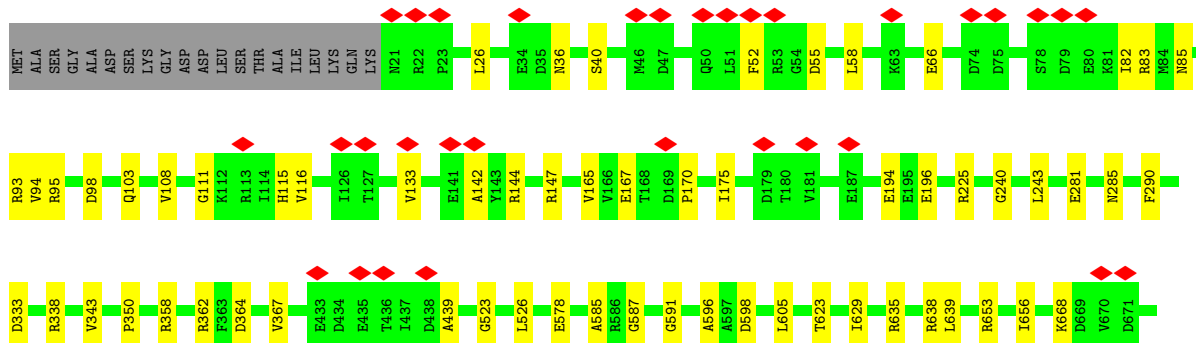 MET ALA SER GLY ALA ASP SER LYS GLY ASP ASP LEU SER THR ALA ILE LEU LYS GLN LYS N21 R22 P23 L26 E34 D35 N36 S40 M46 D47 Q50 L51 F52 R53 G54 D55 L58 K63 E66 D74 D75 S78 D79 E80 K81 I82 R83 M84 N85
R93 V94 R95 D98 Q103 V108 G111 K112 R113 I114 H115 V116 I126 T127 V133 E141 A142 Y143 R144 R147 V165 V166 E167 T168 D169 P170 I175 D179 T180 V181 E187 E194 E195 E196 R225 G240 L243 E281 N285 F290
D333 R338 V343 P350 R358 R362 F363 D364 V367 E433 D434 E435 T436 I437 D438 A439 G523 L526 E578 A585 R586 G587 G591 A596 A597 D598 L605 T623 I629 R635 R638 L639 R653 I656 K668 D669 V670 D671